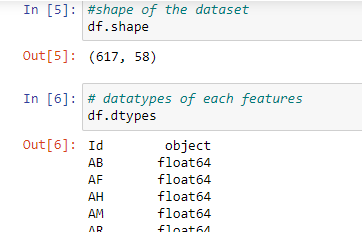 In [5]: #shape of the dataset
df.shape
Out[5]: (617, 58)
In [6]: # datatypes of each features
df.dtypes
Out[6]: Id object
AB float64
AF float64
AH float64
AM float64
AR float64